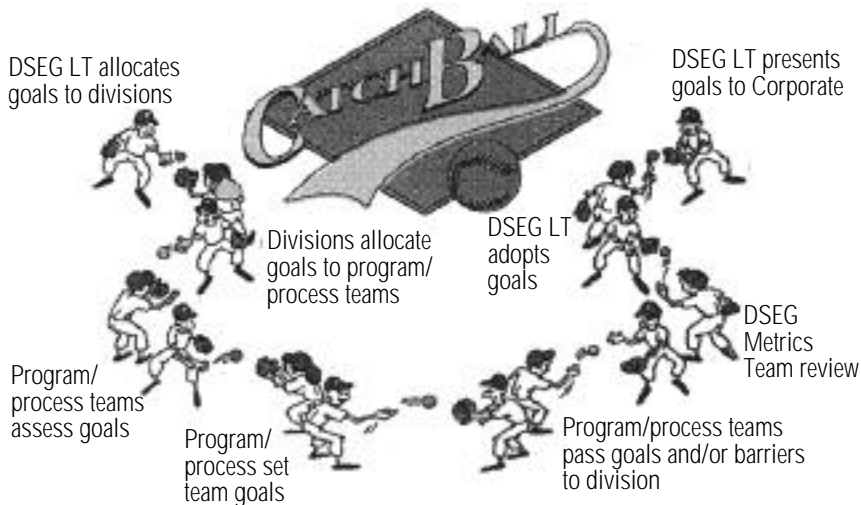 CATCHBALL
DSEG LT allocates
goals to divisions
Divisions allocate
goals to program/
process teams
Program/
process teams
assess goals
Program/
process set
team goals
Program/process teams
pass goals and/or barriers
to division
DSEG
Metrics
Team review
DSEG LT
adopts
goals
DSEG LT presents
goals to Corporate